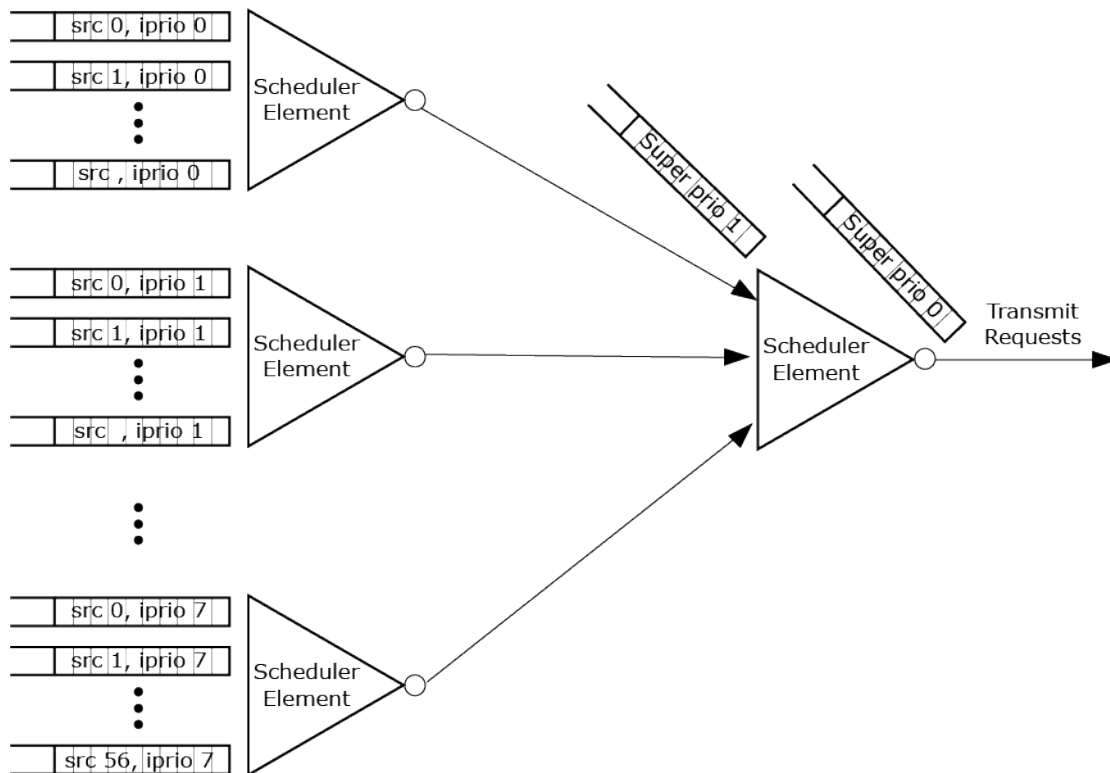 src 0, iprio 0
src 1, iprio 0
src , iprio 0
Scheduler
Element
src 0, iprio 1
src 1, iprio 1
src , iprio 1
Scheduler
Element
src 0, iprio 7
src 1, iprio 7
src 56, iprio 7
Scheduler
Element
Super prio 1
Super prio 0
Scheduler
Element
Transmit
Requests